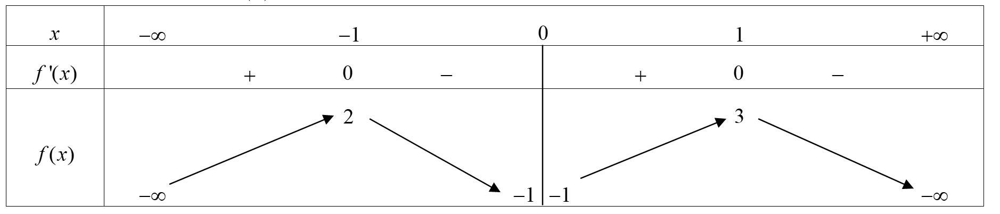 x −∞ −1 0 1 +∞
f'(x) + 0 − + 0 −
2 3
f(x)
−∞ −1 −1 −∞